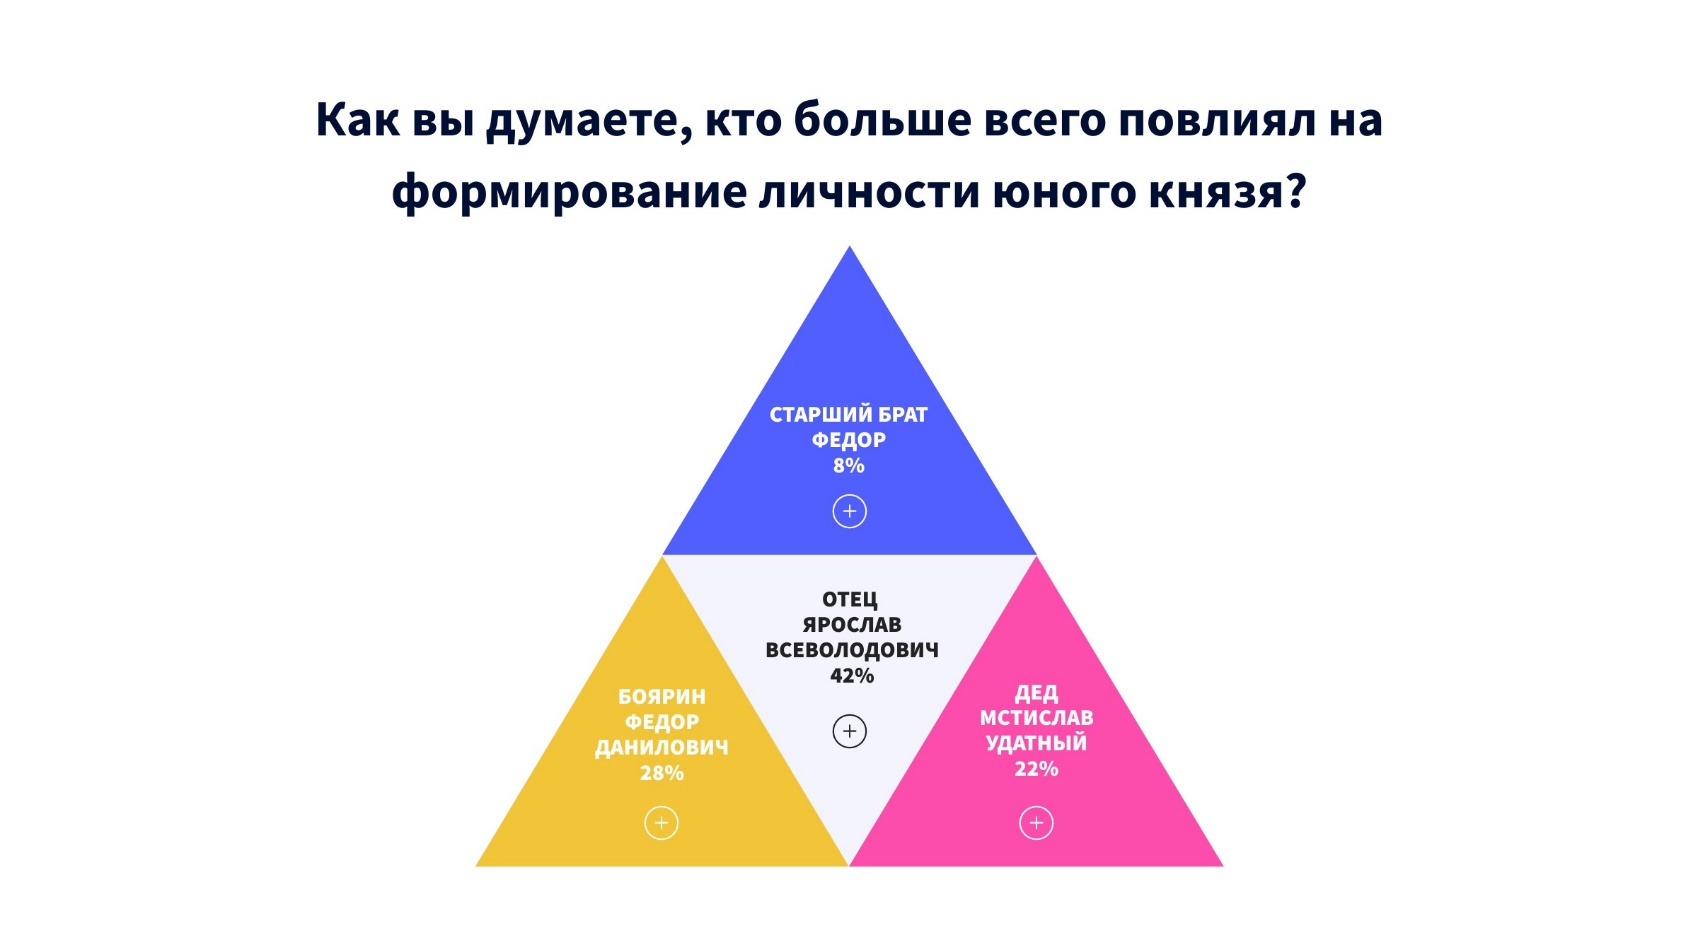 Как вы думаете, кто больше всего повлиял на
формирование личности юного князя?
СТАРШИЙ БРАТ
ФЕДОР
8%
ОТЕЦ
ЯРОСЛАВ
ВСЕВОЛОДОВИЧ
42%
БОЯРИН
ФЕДОР
ДАНИЛОВИЧ
28%
ДЕД
МСТИСЛАВ
УДАТНЫЙ
22%